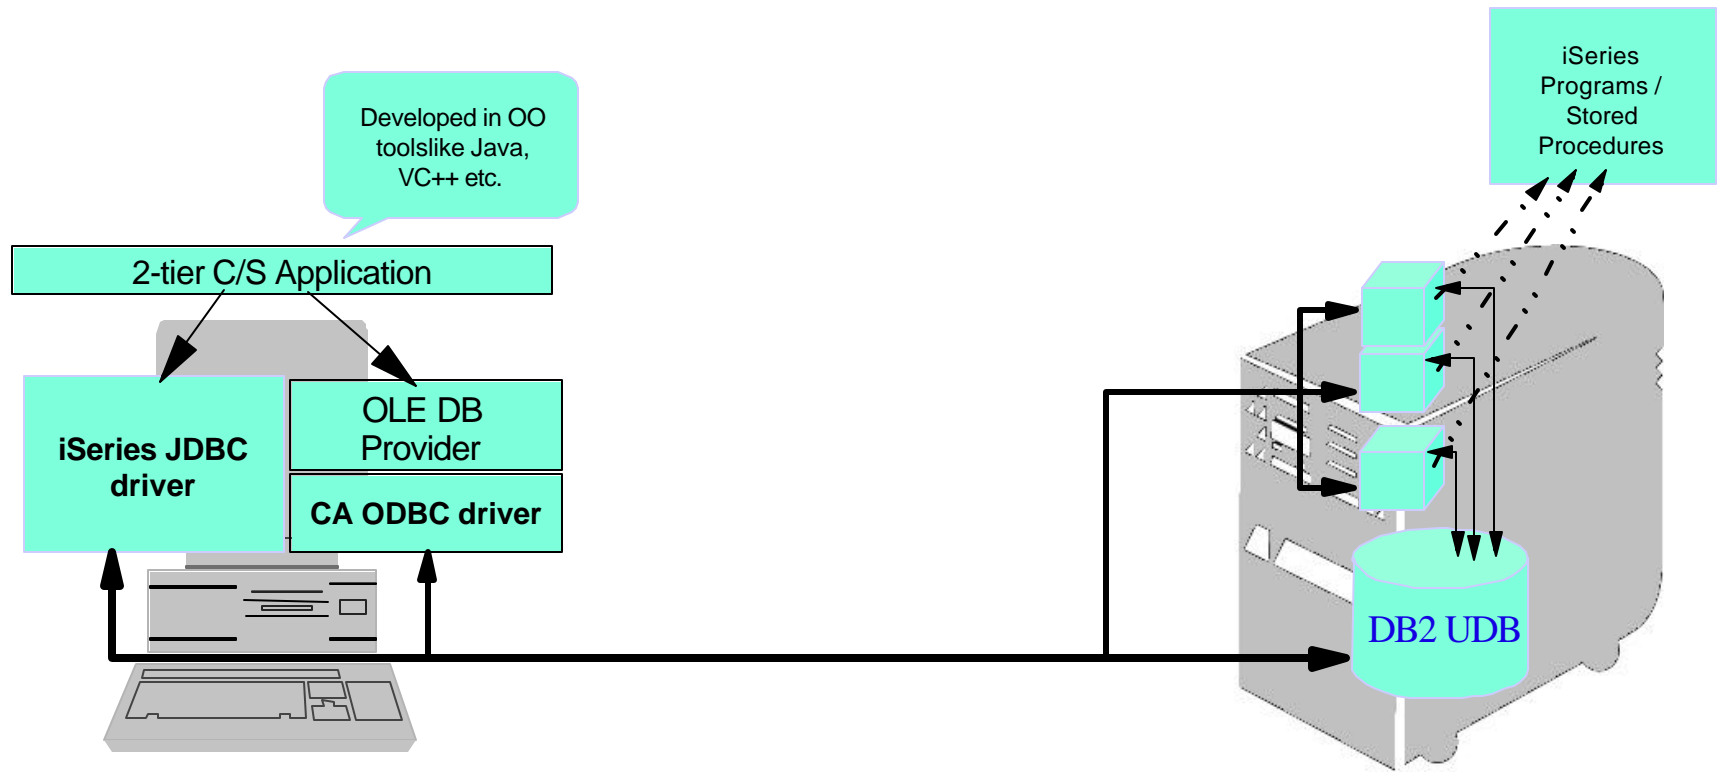 iSeries
Programs /
Stored
Procedures
Developed in OO
toolslike Java,
VC++ etc.
2-tier C/S Application
iSeries JDBC
driver
OLE DB
Provider
CA ODBC driver
DB2 UDB